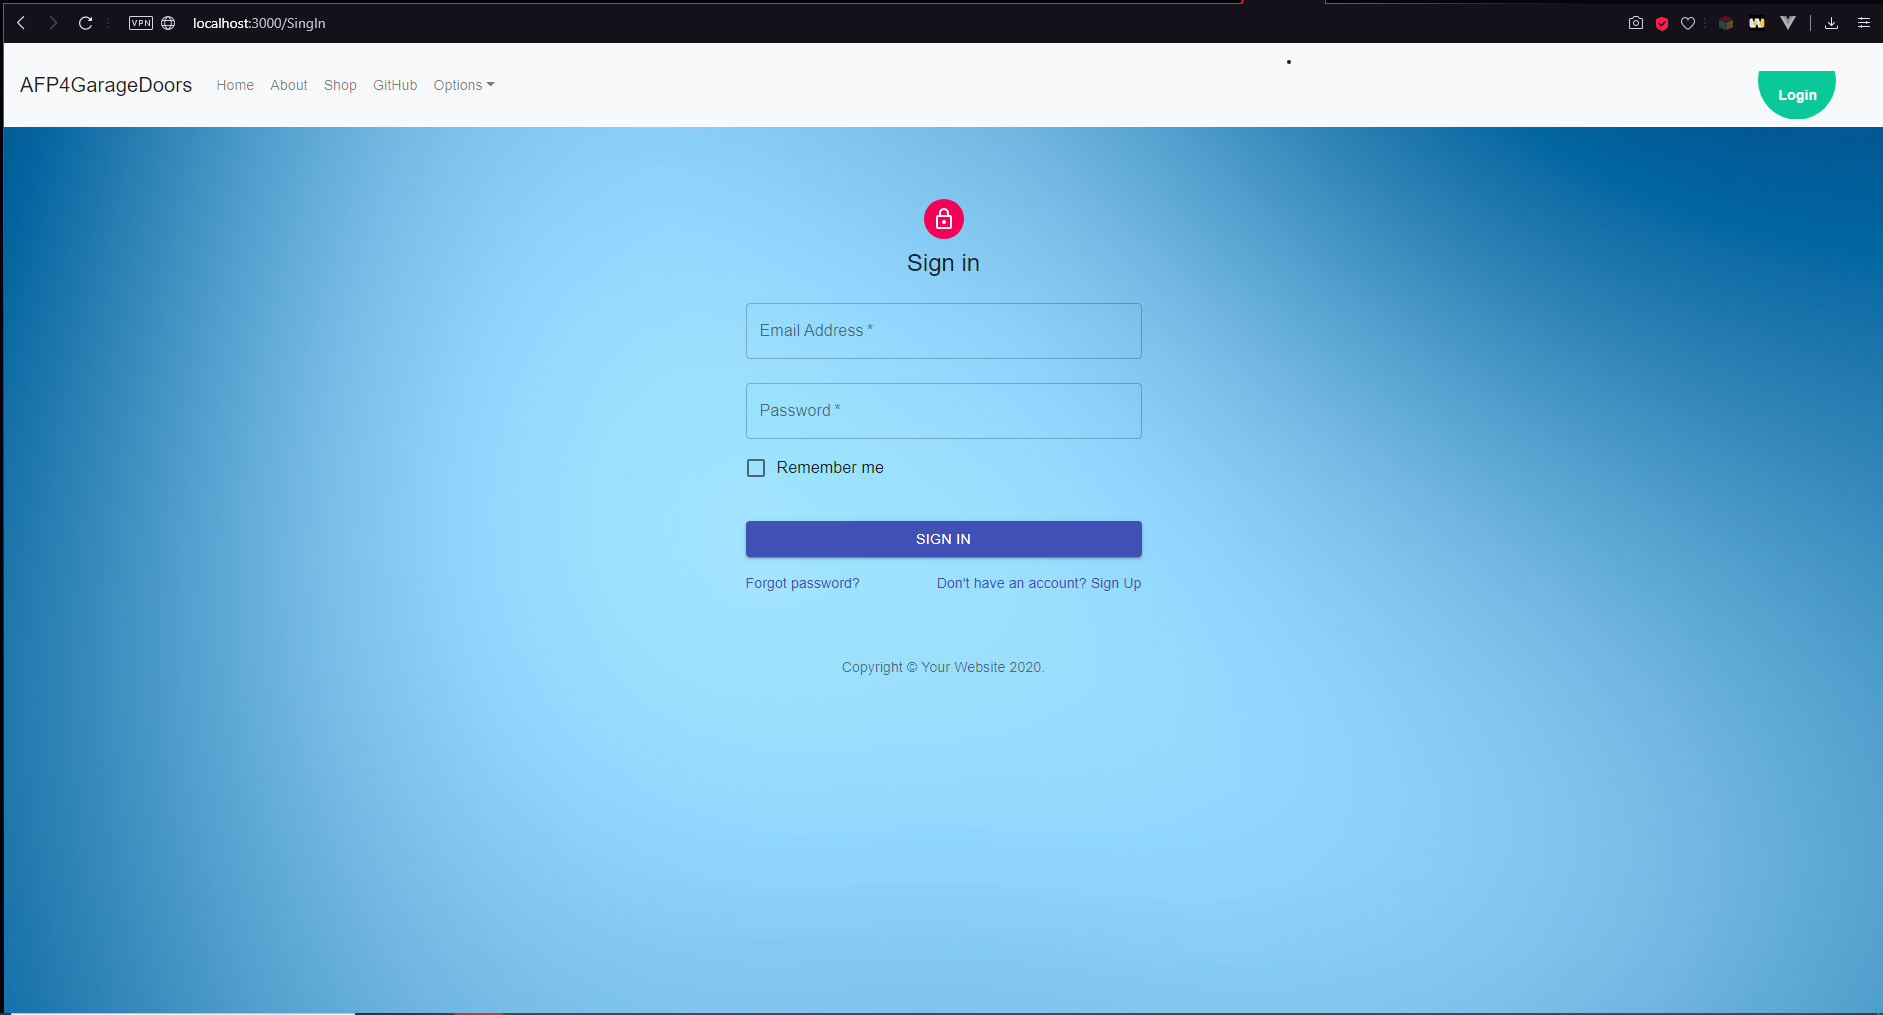 VPN localhost:3000/SingIn
AFP4GarageDoors Home About Shop GitHub Options Login
Sign in
Email Address *
Password *
Remember me
SIGN IN
Forgot password? Don't have an account? Sign Up
Copyright © Your Website 2020.